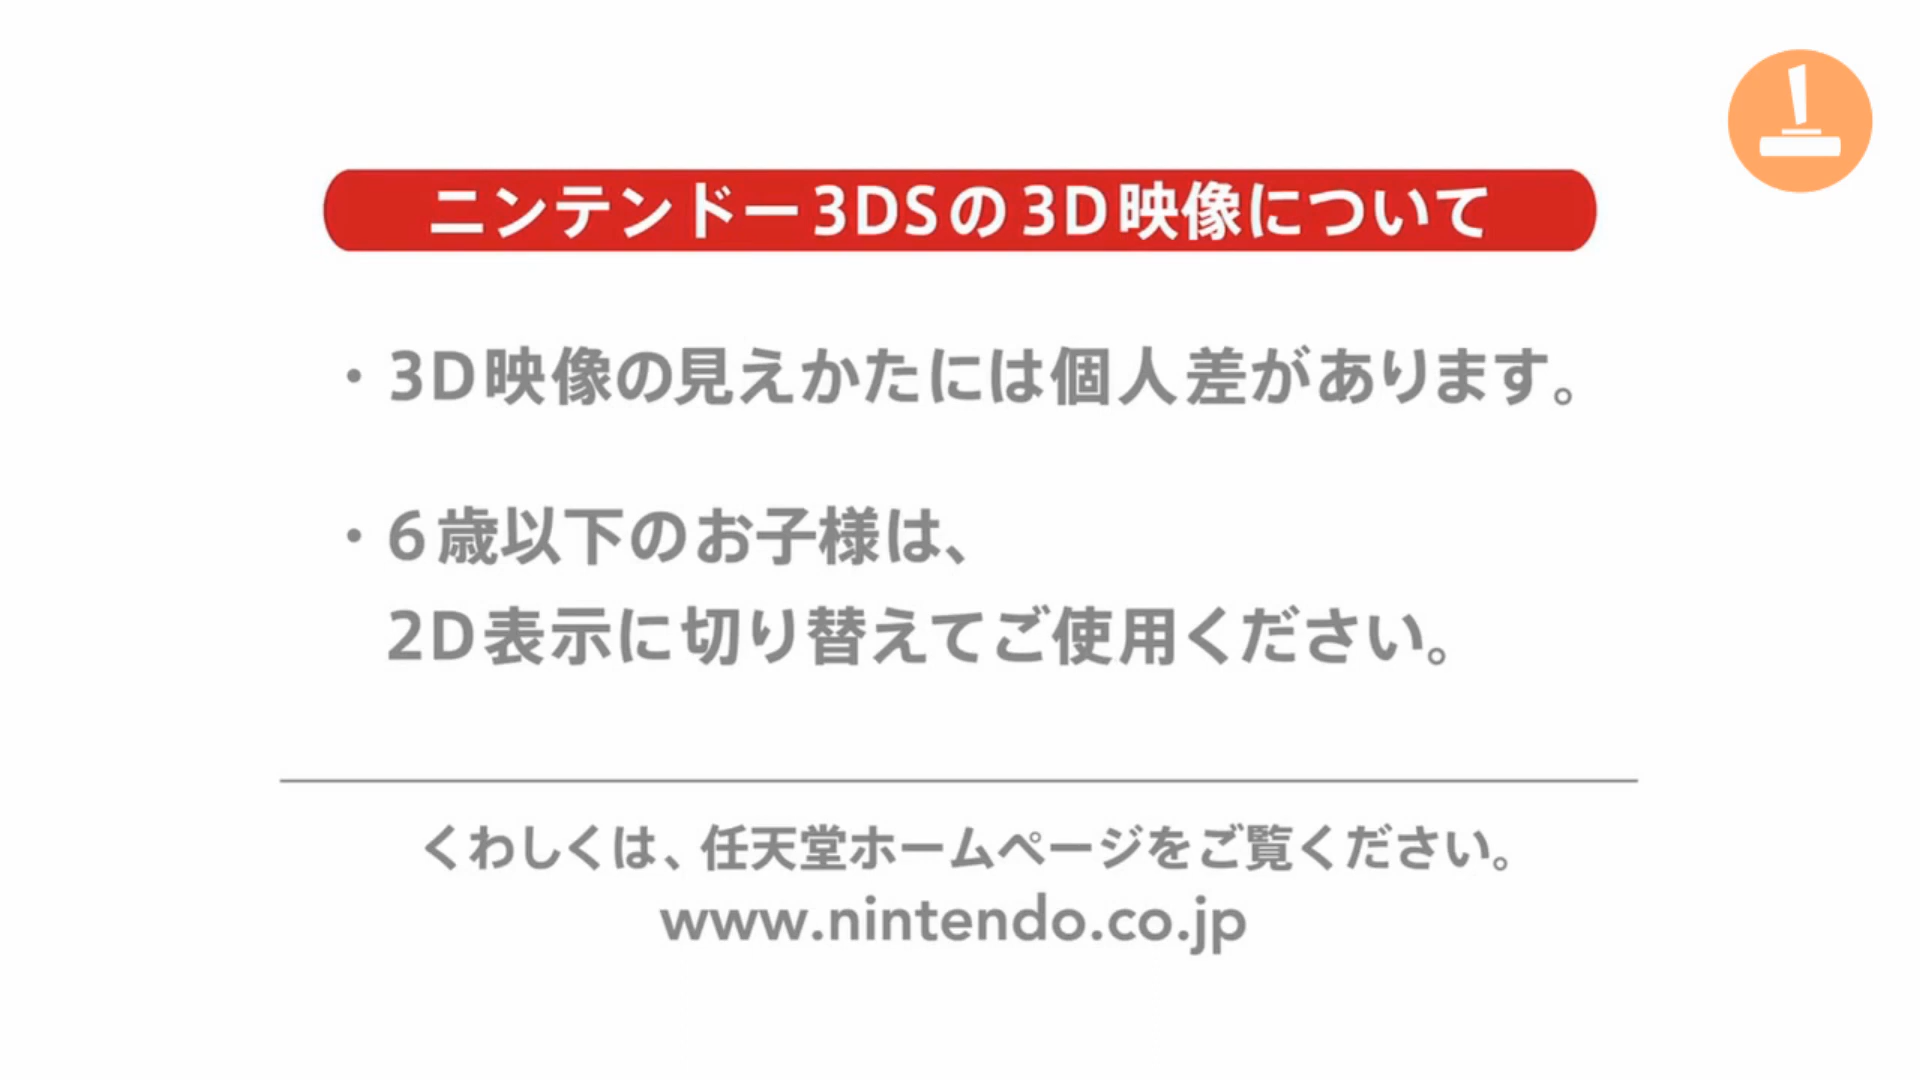 ニンテンドー3DSの3D映像について
・3D映像の見えかたには個人差があります。
・6歳以下のお子様は、
2D表示に切り替えてご使用ください。
くわしくは、任天堂ホームページをご覧ください。
www.nintendo.co.jp